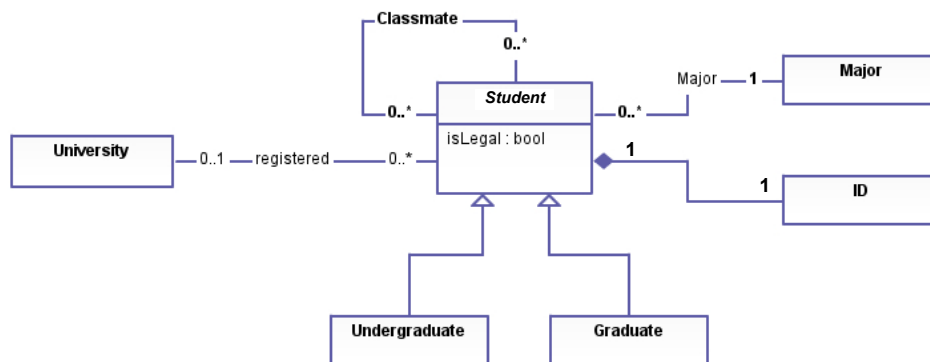 Classmate
0..*
0..*
Student
isLegal : bool
0..*
Major
1
Major
University
0..1
registered
0..*
1
1
ID
Undergraduate
Graduate